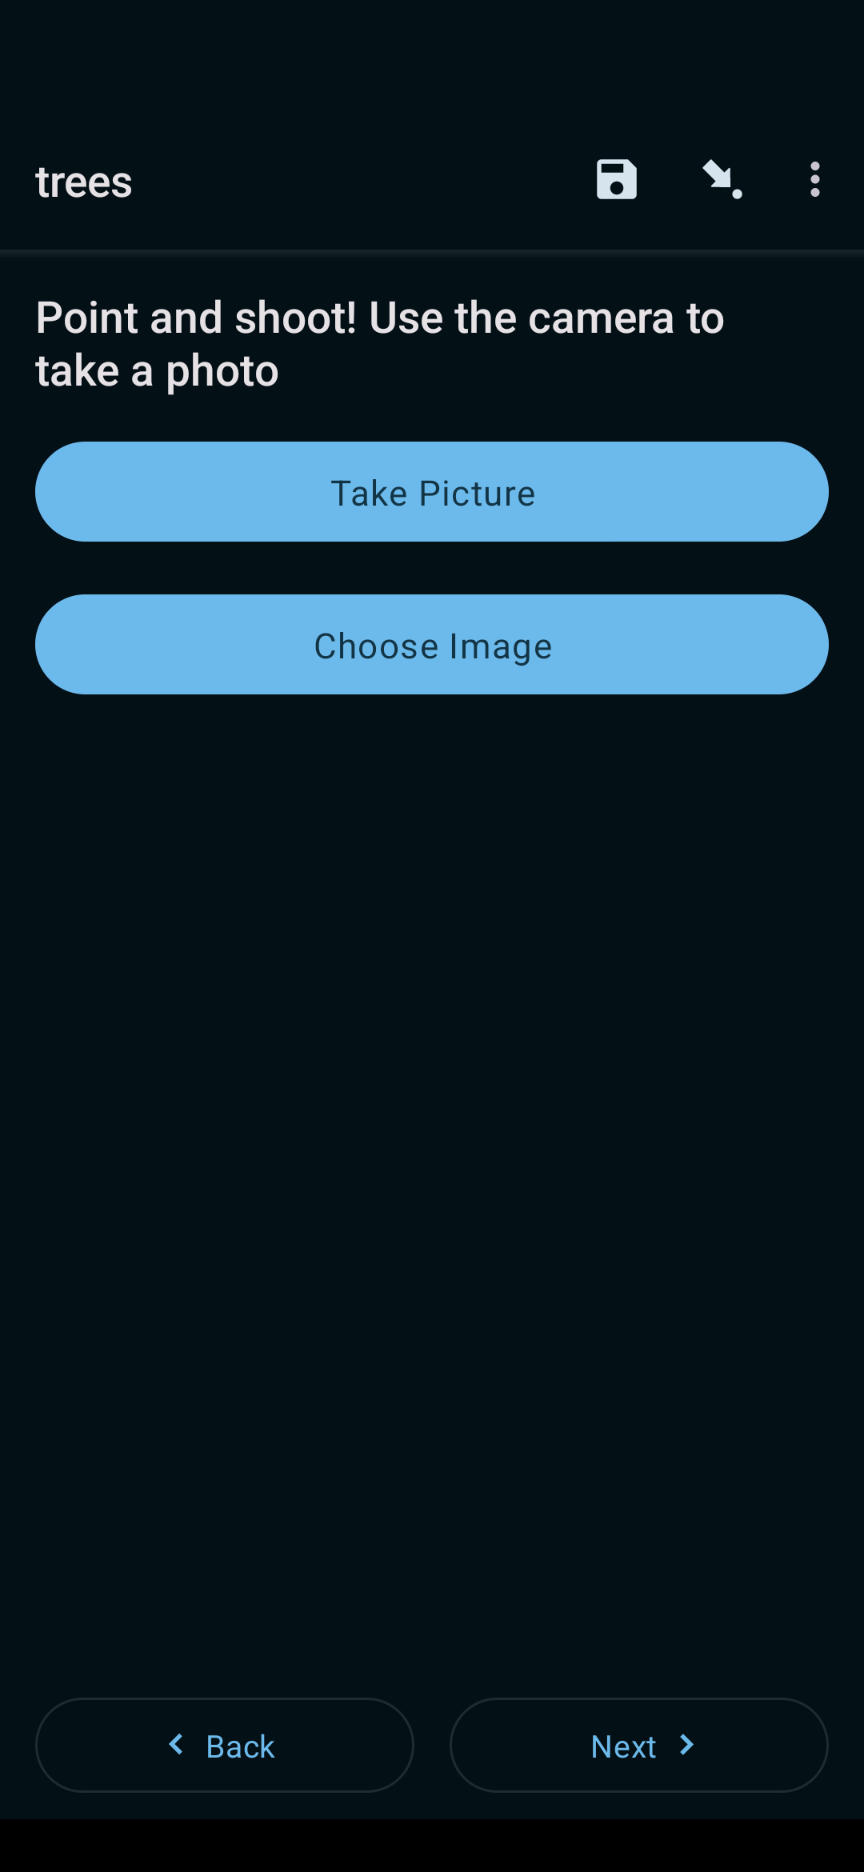 trees
Point and shoot! Use the camera to
take a photo
Take Picture
Choose Image
Back
Next